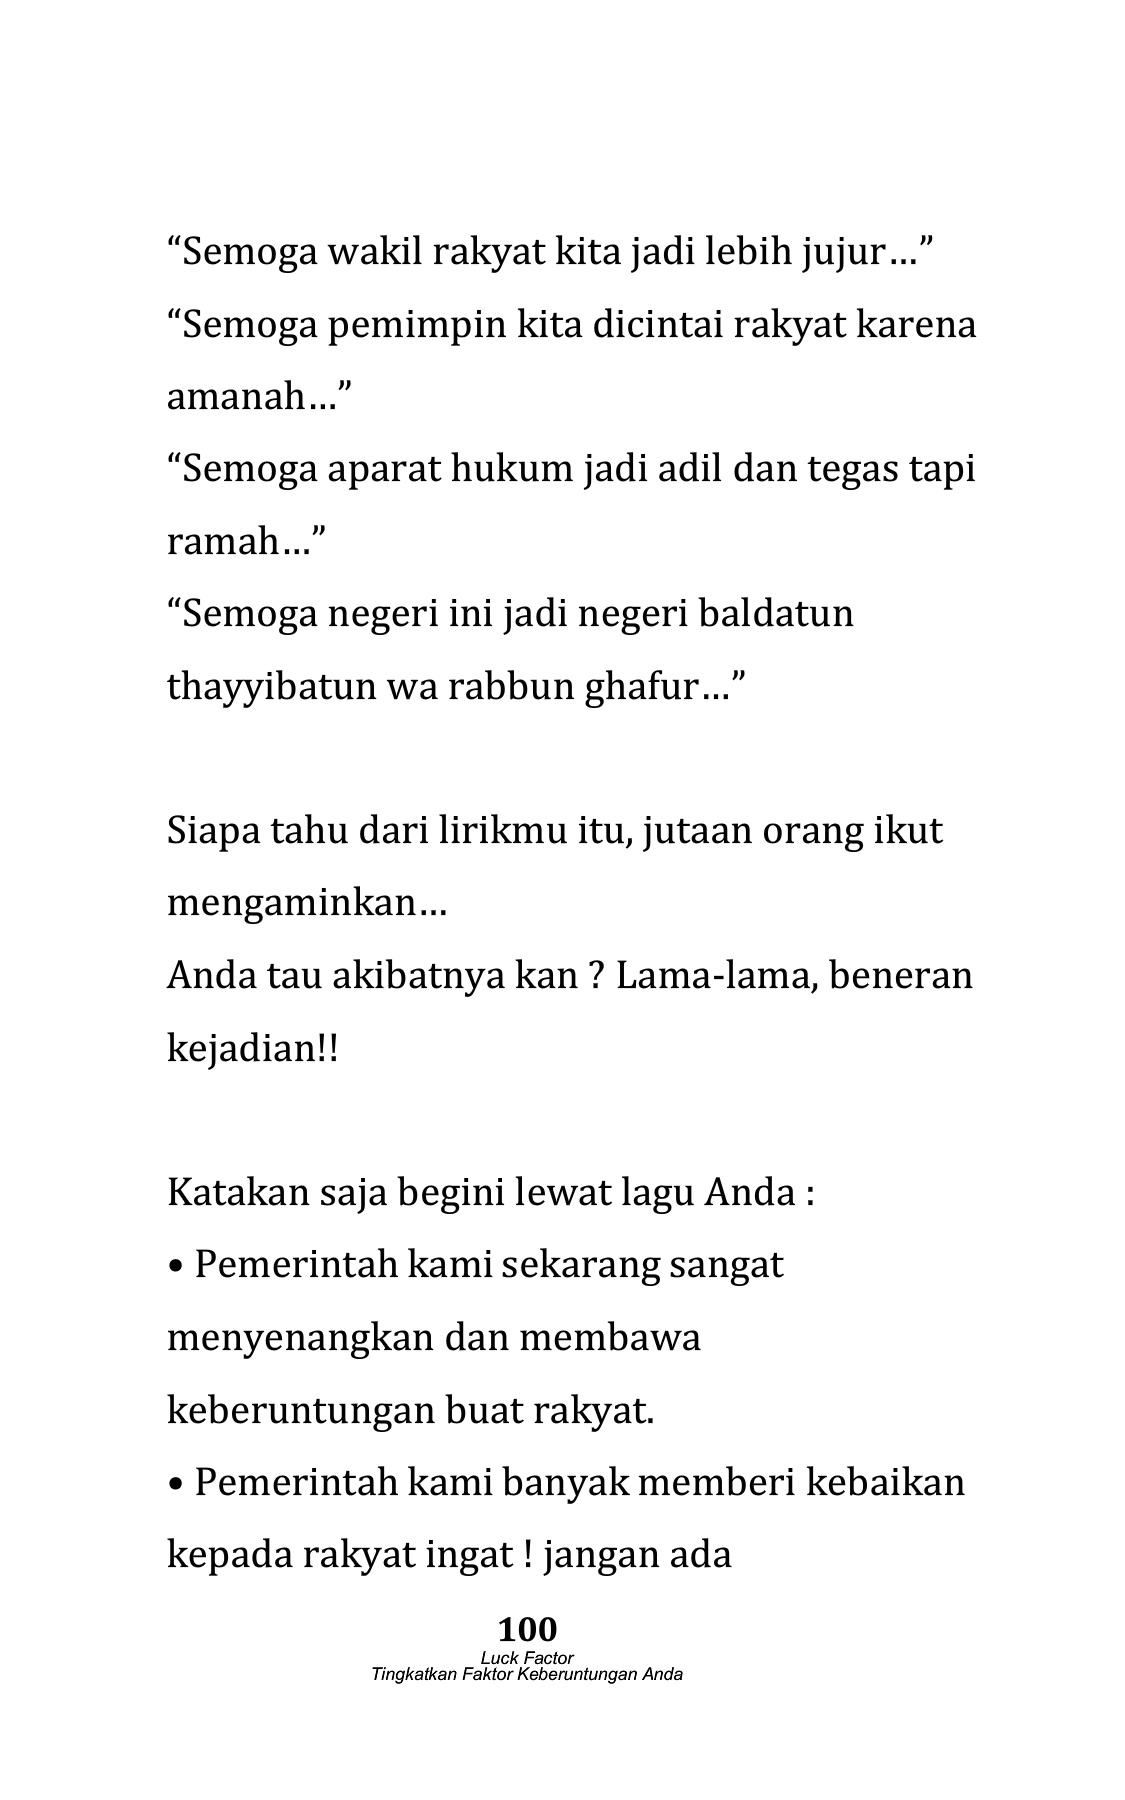 “Semoga wakil rakyat kita jadi lebih jujur…”
“Semoga pemimpin kita dicintai rakyat karena
amanah…”
“Semoga aparat hukum jadi adil dan tegas tapi
ramah…”
“Semoga negeri ini jadi negeri baldatun
thayyibatun wa rabbun ghafur…”
Siapa tahu dari lirikmu itu, jutaan orang ikut
mengaminkan…
Anda tau akibatnya kan ? Lama-lama, beneran
kejadian!!
Katakan saja begini lewat lagu Anda :
• Pemerintah kami sekarang sangat
menyenangkan dan membawa
keberuntungan buat rakyat.
• Pemerintah kami banyak memberi kebaikan
kepada rakyat ingat ! jangan ada
100
Luck Factor
Tingkatkan Faktor Keberuntungan Anda